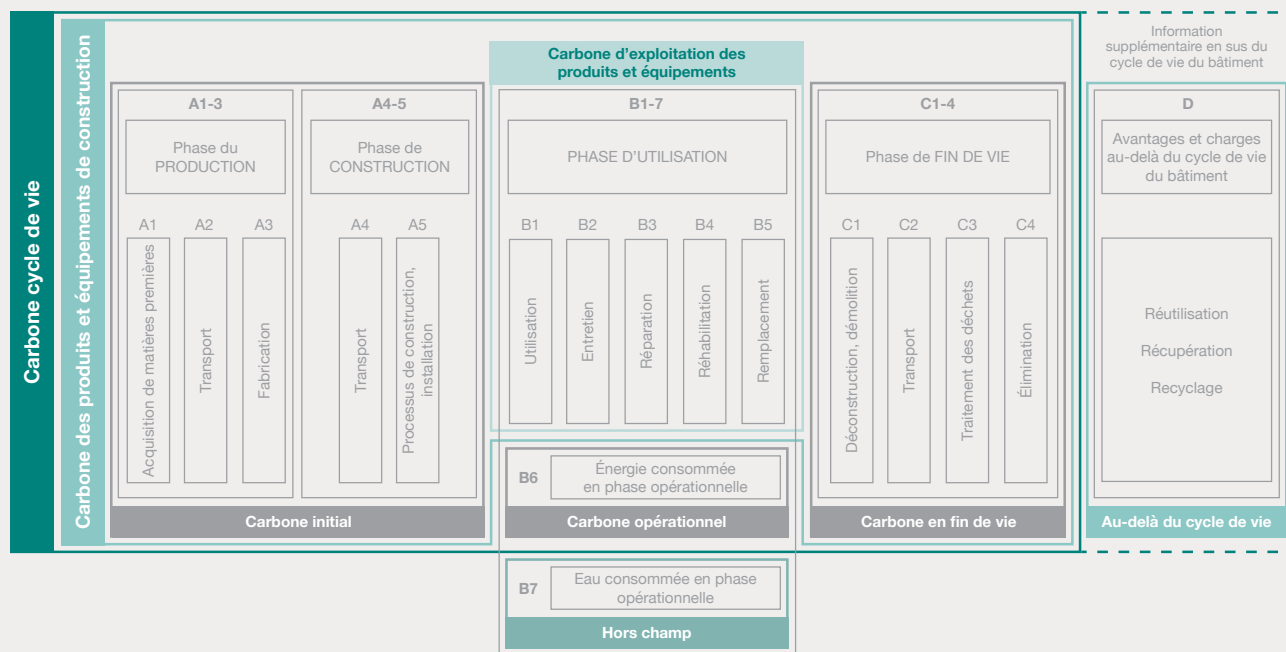 Carbone cycle de vie
Carbone des produits et équipements de construction
Carbone d'exploitation des
produits et équipements
Information
supplémentaire en sus du
cycle de vie du bâtiment
A1-3
Phase du
PRODUCTION
A1
A2
A3
Acquisition de matières premières
Transport
Fabrication
A4-5
Phase de
CONSTRUCTION
A4
A5
Transport
Processus de construction,
installation
Carbone initial
B1-7
PHASE D'UTILISATION
B1
B2
B3
B4
B5
Utilisation
Entretien
Réparation
Réhabilitation
Remplacement
B6
Énergie consommée
en phase opérationnelle
Carbone opérationnel
B7
Eau consommée en phase
opérationnelle
Hors champ
C1-4
Phase de FIN DE VIE
C1
C2
C3
C4
Déconstruction, démolition
Transport
Traitement des déchets
Élimination
Carbone en fin de vie
D
Avantages et charges
au-delà du cycle de vie
du bâtiment
Réutilisation
Récupération
Recyclage
Au-delà du cycle de vie